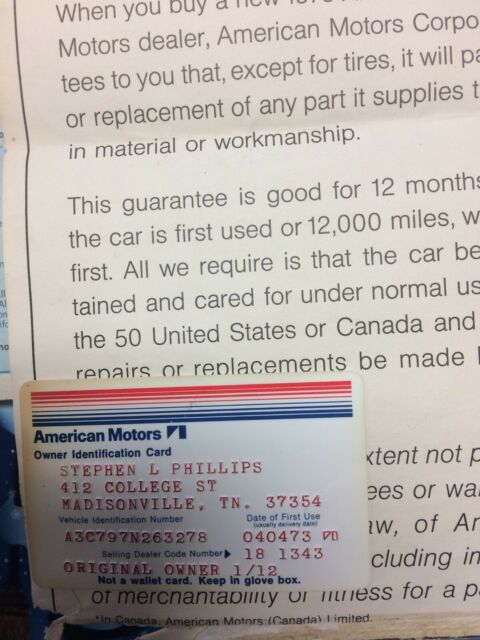 When you buy a new
Motors dealer, American Motors Corpo
tees to you that, except for tires, it will pa
or replacement of any part it supplies t
in material or workmanship.
This guarantee is good for 12 months
the car is first used or 12,000 miles, w
first. All we require is that the car be
tained and cared for under normal us
the 50 United States or Canada and
repairs or replacements be made
American Motors
Owner Identification Card
STEPHEN L PHILLIPS
412 COLLEGE ST
MADISONVILLE, TN. 37354
Vehicle Identification Number Date of First Use
(usually delivery date)
A3C797N263278 040473
Selling Dealer Code Number 18 1343
ORIGINAL OWNER 1/12
Not a wallet card. Keep in glove box.
xtent not p
ees or wa
aw, of Am
cluding in
of merchantability or fitness for a pa
*In Canada, American Motors (Canada) Limited.